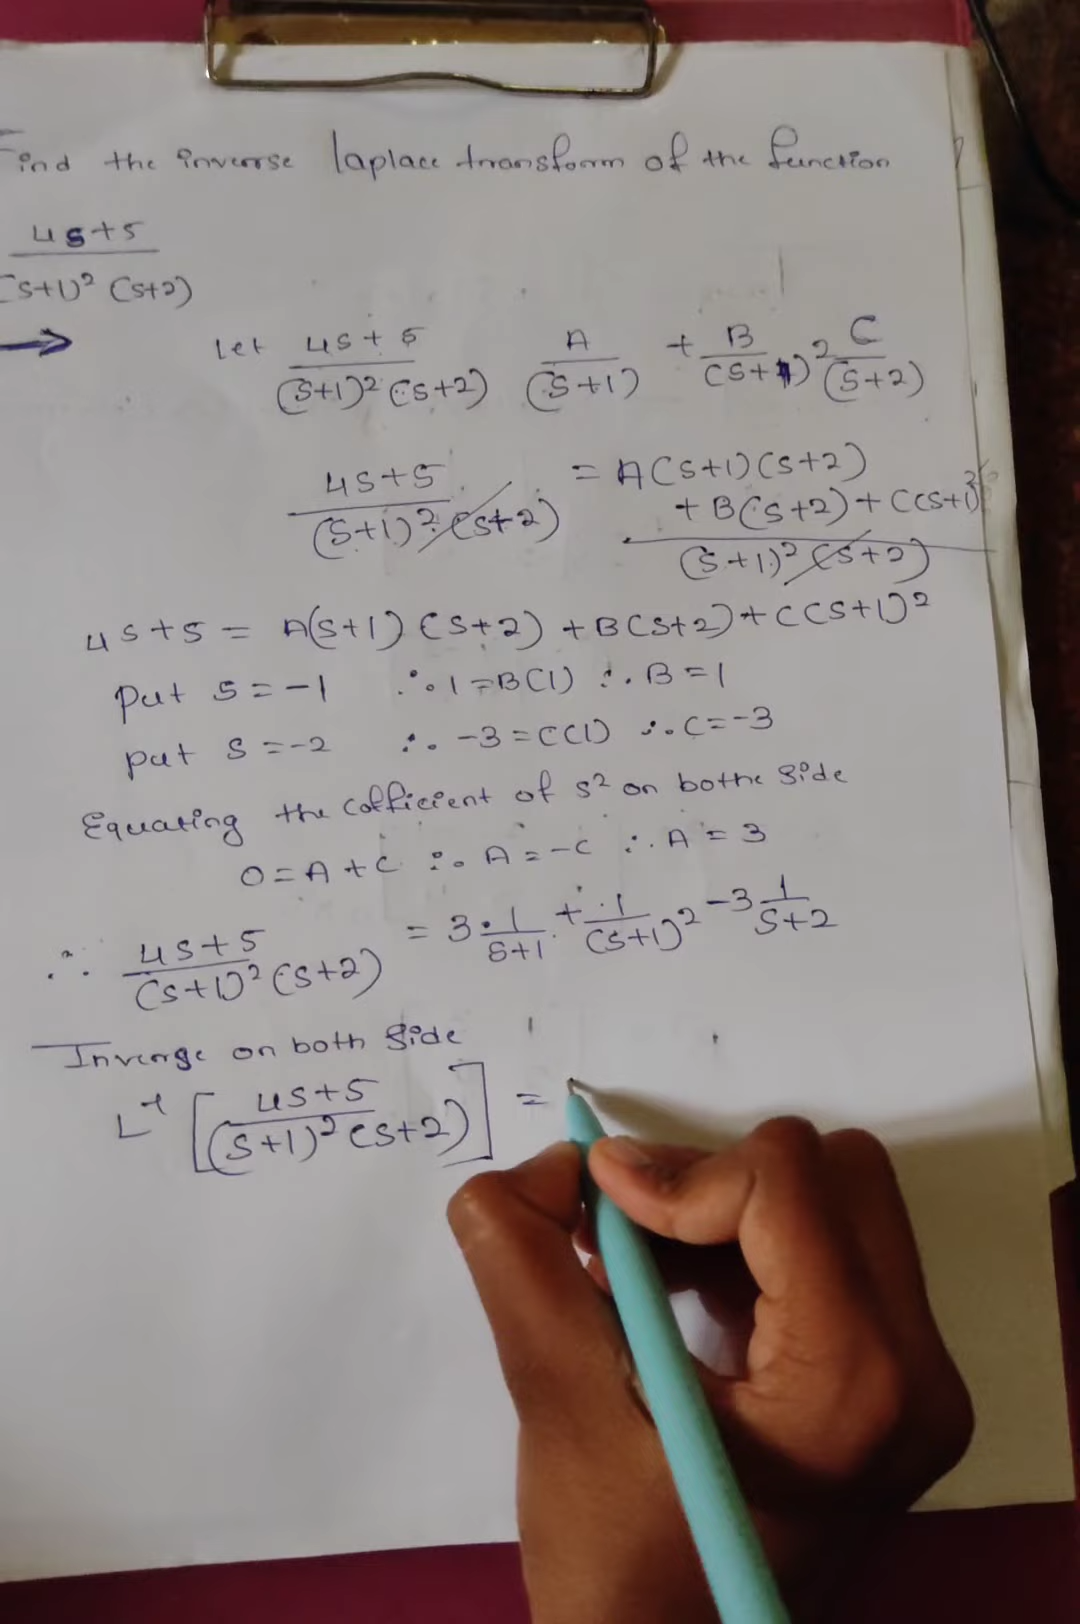 Find the inverse laplace transform of the function
4s+5
(s+1)² (s+2)
Let 4s+5 / (s+1)² (s+2) A / (s+1) + B / (s+1)² C / (s+2)
4s+5 / (s+1)² (s+2) = A(s+1)(s+2) + B(s+2) + C(s+1)² / (s+1)² (s+2)
4s+5 = A(s+1) (s+2) + B(s+2) + C(s+1)²
put s=-1 ∴ 1=B(1) ∴ B=1
put s=-2 ∴ -3=C(1) ∴ C=-3
Equating the cofficient of s² on bothe side
0=A+C ∴ A=-C ∴ A=3
∴ 4s+5 / (s+1)² (s+2) = 3·1 / s+1 + 1 / (s+1)² -3 1 / s+2
Inverse on both side
L⁻¹ [4s+5 / (s+1)² (s+2)] =